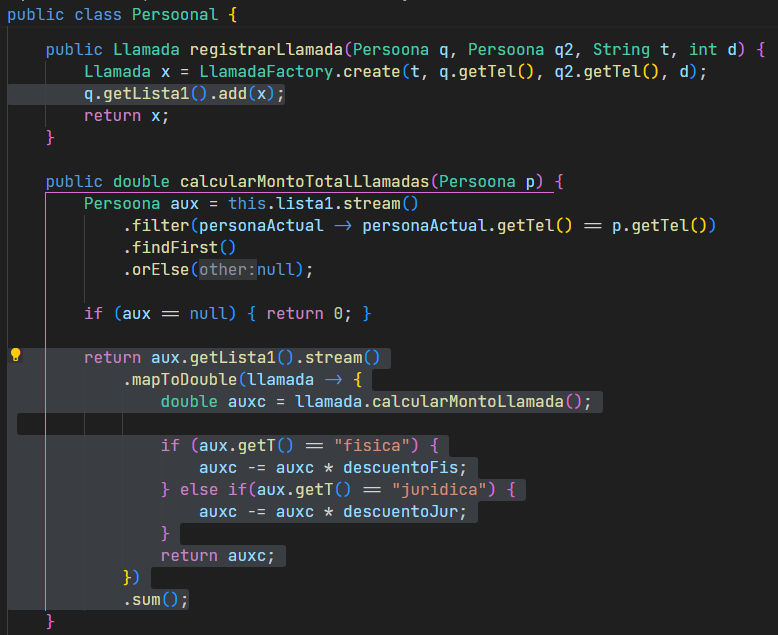 public class Persoonal {
public Llamada registrarLlamada(Persoona q, Persoona q2, String t, int d) {
Llamada x = LlamadaFactory.create(t, q.getTel(), q2.getTel(), d);
q.getLista1().add(x);
return x;
}
public double calcularMontoTotalLlamadas(Persoona p) {
Persoona aux = this.lista1.stream()
.filter(personaActual -> personaActual.getTel() == p.getTel())
.findFirst()
.orElse(other:null);
if (aux == null) { return 0; }
return aux.getLista1().stream()
.mapToDouble(llamada -> {
double auxc = llamada.calcularMontoLlamada();
if (aux.getT() == "fisica") {
auxc -= auxc * descuentoFis;
} else if(aux.getT() == "juridica") {
auxc -= auxc * descuentoJur;
}
return auxc;
})
.sum();
}